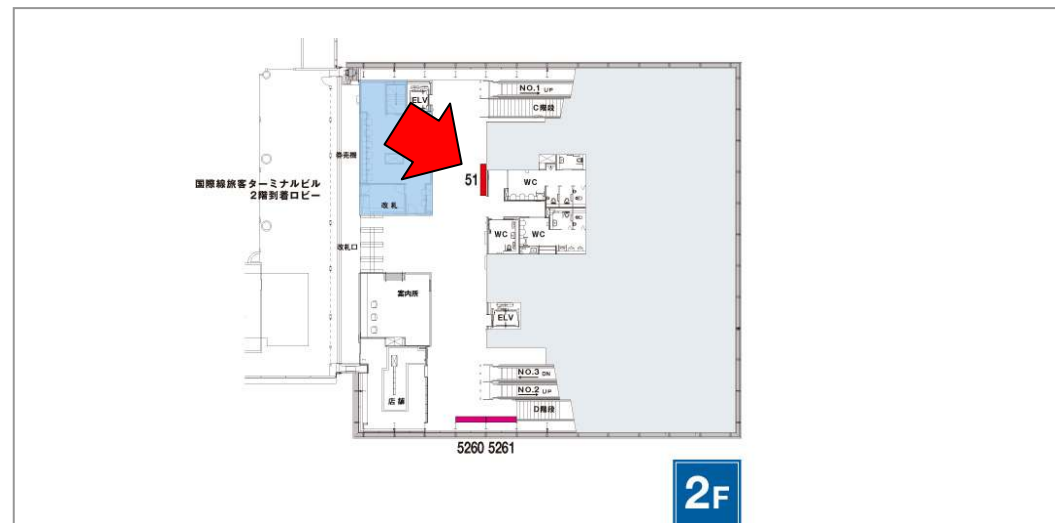 NO.1 UP
ELV
C階段
券売機
51
WC
国際線旅客ターミナルビル
2階到着ロビー
改札
WC
WC
改札口
案内所
ELV
NO.3 DN
NO.2 UP
店舗
D階段
5260 5261
2F